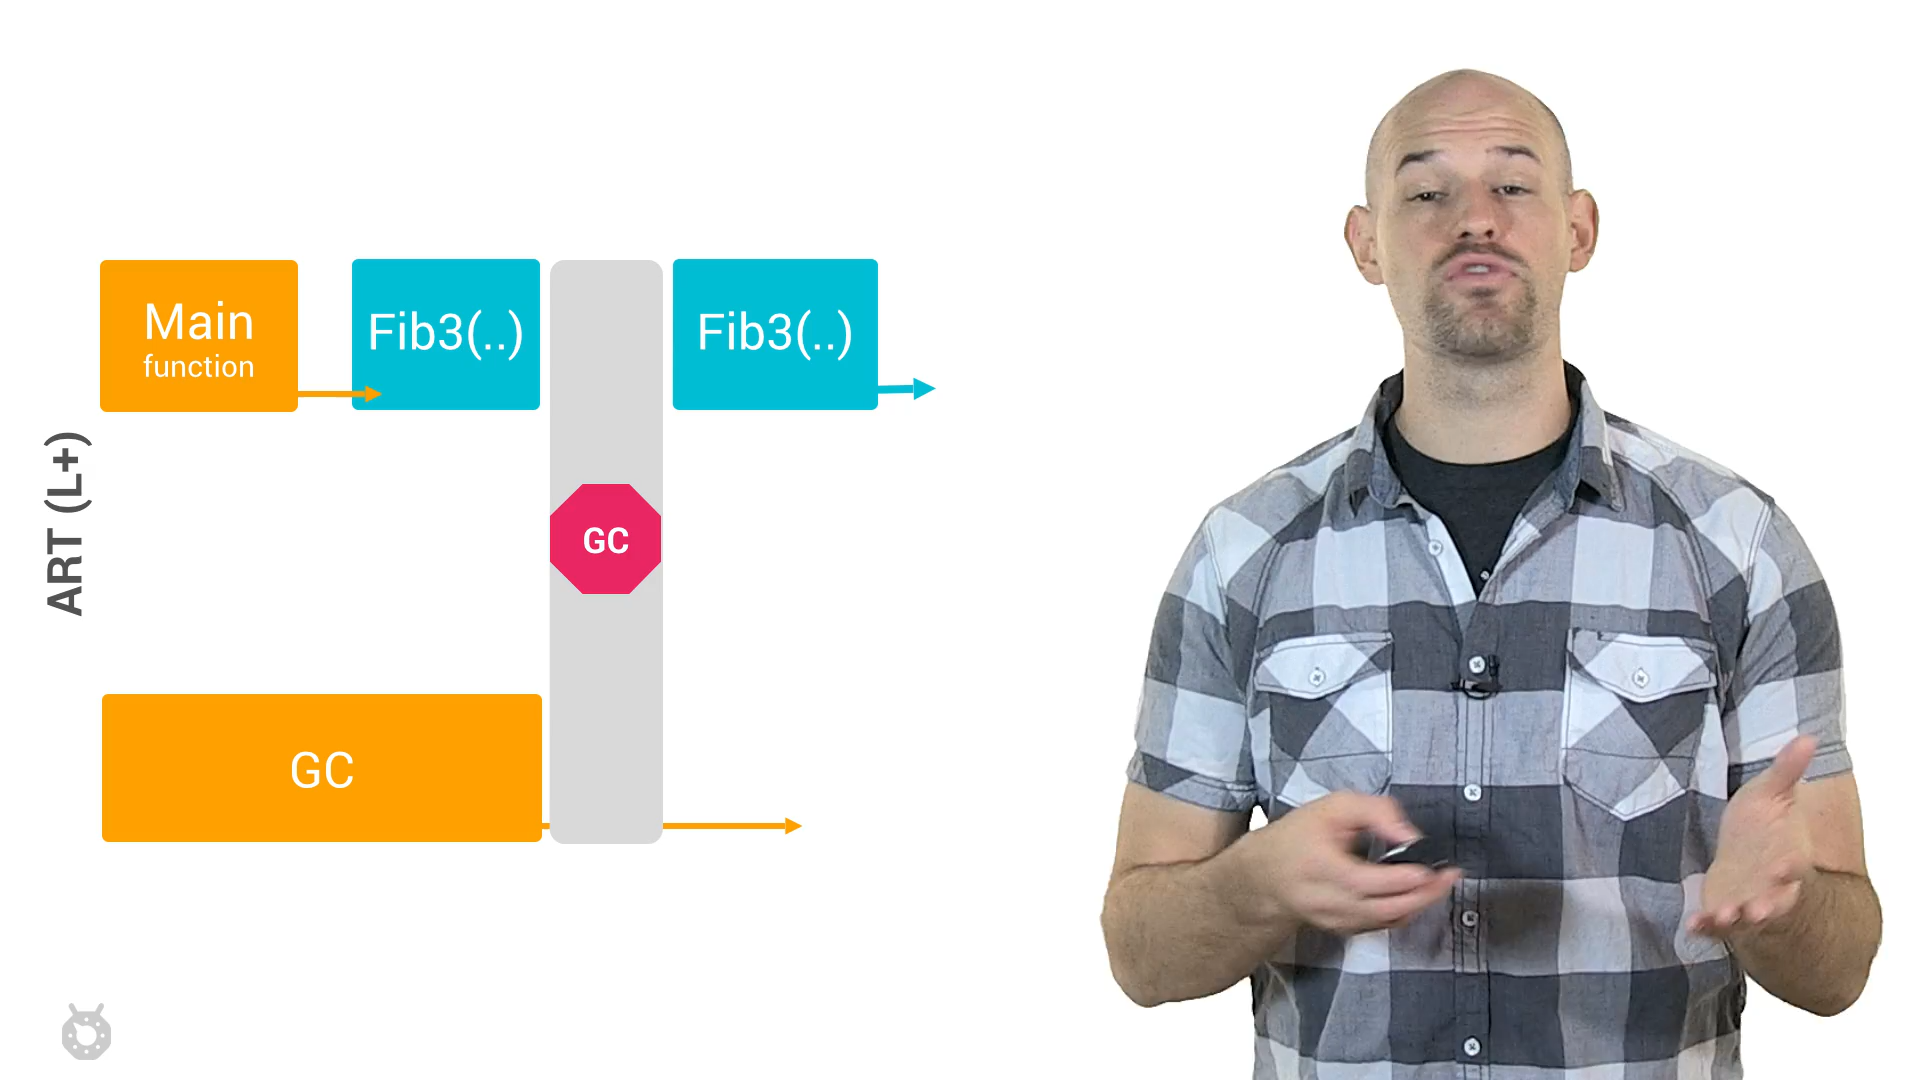 Main
function
Fib3(..)
Fib3(..)
ART (L+)
GC
GC